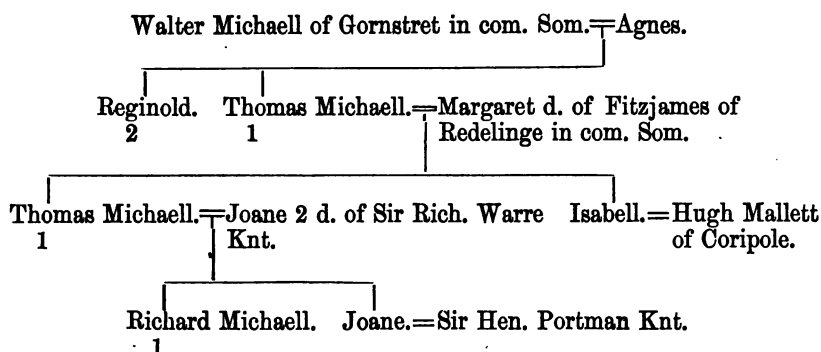 Walter Michaell of Gornstret in com. Som.=Agnes.
Reginold. Thomas Michaell.=Margaret d. of Fitzjames of
2 1 Redelinge in com. Som.
Thomas Michaell.=Joane 2 d. of Sir Rich. Warre Isabell.=Hugh Mallett
1 Knt. of Coripole.
Richard Michaell. Joane.=Sir Hen. Portman Knt.
1